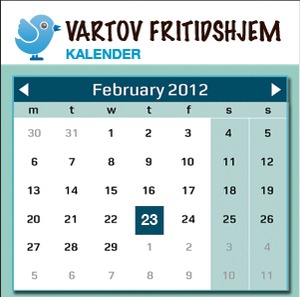 VARTOV FRITIDSHJEM
KALENDER
February 2012
m t w t f s s
30 31 1 2 3 4 5
6 7 8 9 10 11 12
13 14 15 16 17 18 19
20 21 22 23 24 25 26
27 28 29 1 2 3 4
5 6 7 8 9 10 11